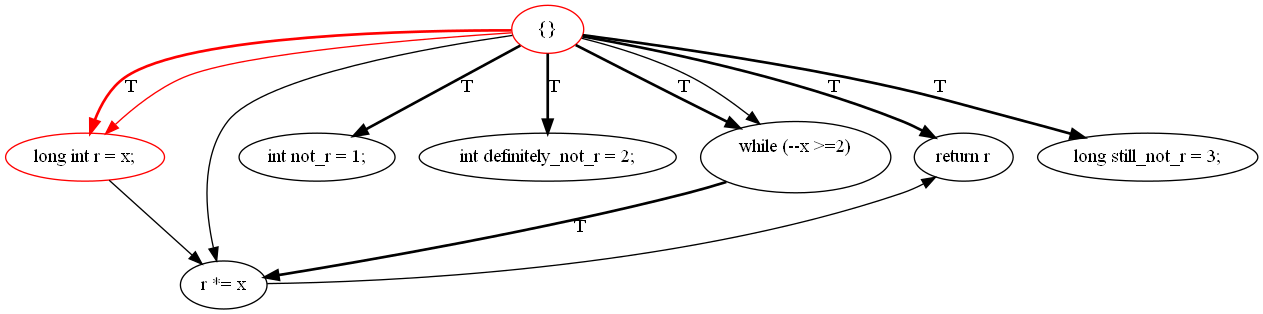 {}
T
T
T
T
T
T
long int r = x;
int not_r = 1;
int definitely_not_r = 2;
while (--x >=2)
return r
long still_not_r = 3;
T
r *= x